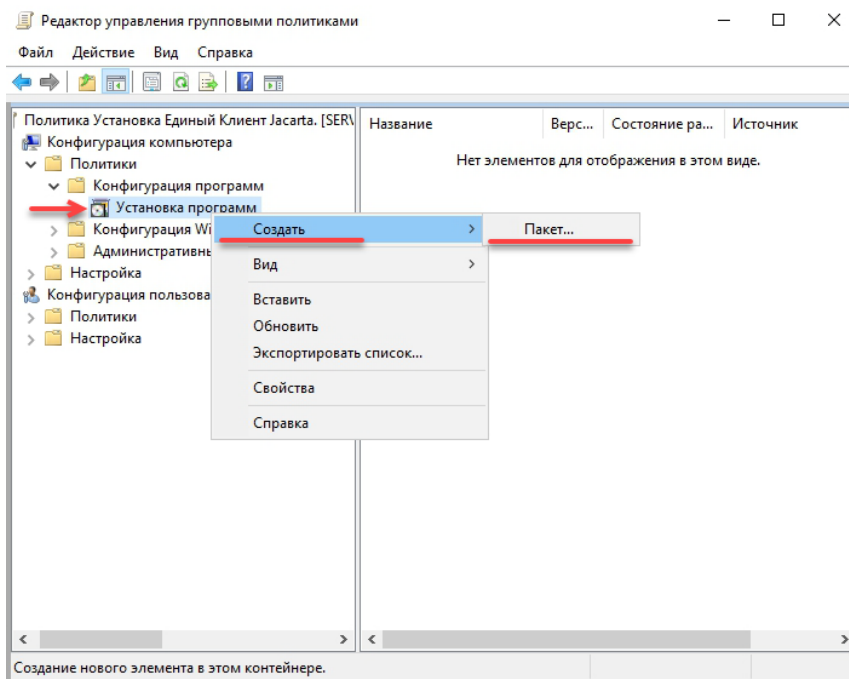 Редактор управления групповыми политиками
Файл Действие Вид Справка
Политика Установка Единый Клиент Jacarta. [SERV
Конфигурация компьютера
Политики
Конфигурация программ
Установка программ
Конфигурация Wi
Административнь
Настройка
Конфигурация пользова
Политики
Настройка
Название Верс... Состояние ра... Источник
Нет элементов для отображения в этом виде.
Создать
Вид
Вставить
Обновить
Экспортировать список...
Свойства
Справка
Пакет...
Создание нового элемента в этом контейнере.